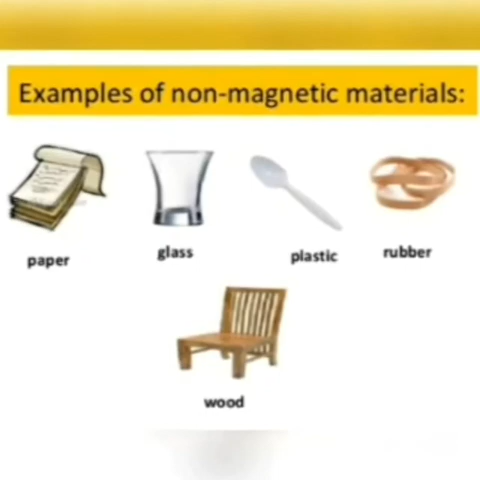 Examples of non-magnetic materials:
paper
glass
plastic
rubber
wood